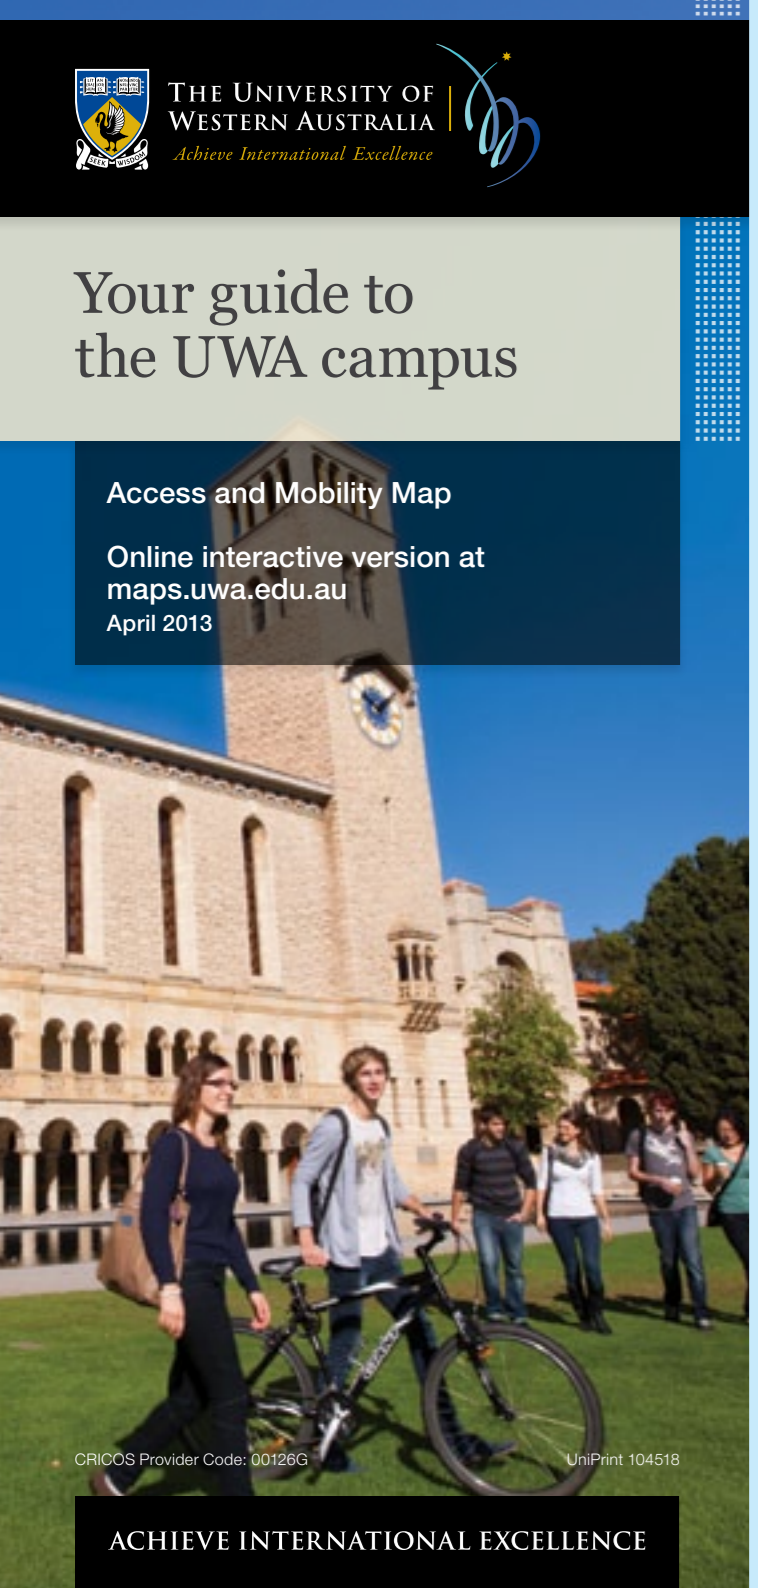 THE UNIVERSITY OF
WESTERN AUSTRALIA
Achieve International Excellence
SEEK WISDOM
Your guide to
the UWA campus
Access and Mobility Map
Online interactive version at
maps.uwa.edu.au
April 2013
GIANT
CRICOS Provider Code: 00126G
UniPrint 104518
ACHIEVE INTERNATIONAL EXCELLENCE